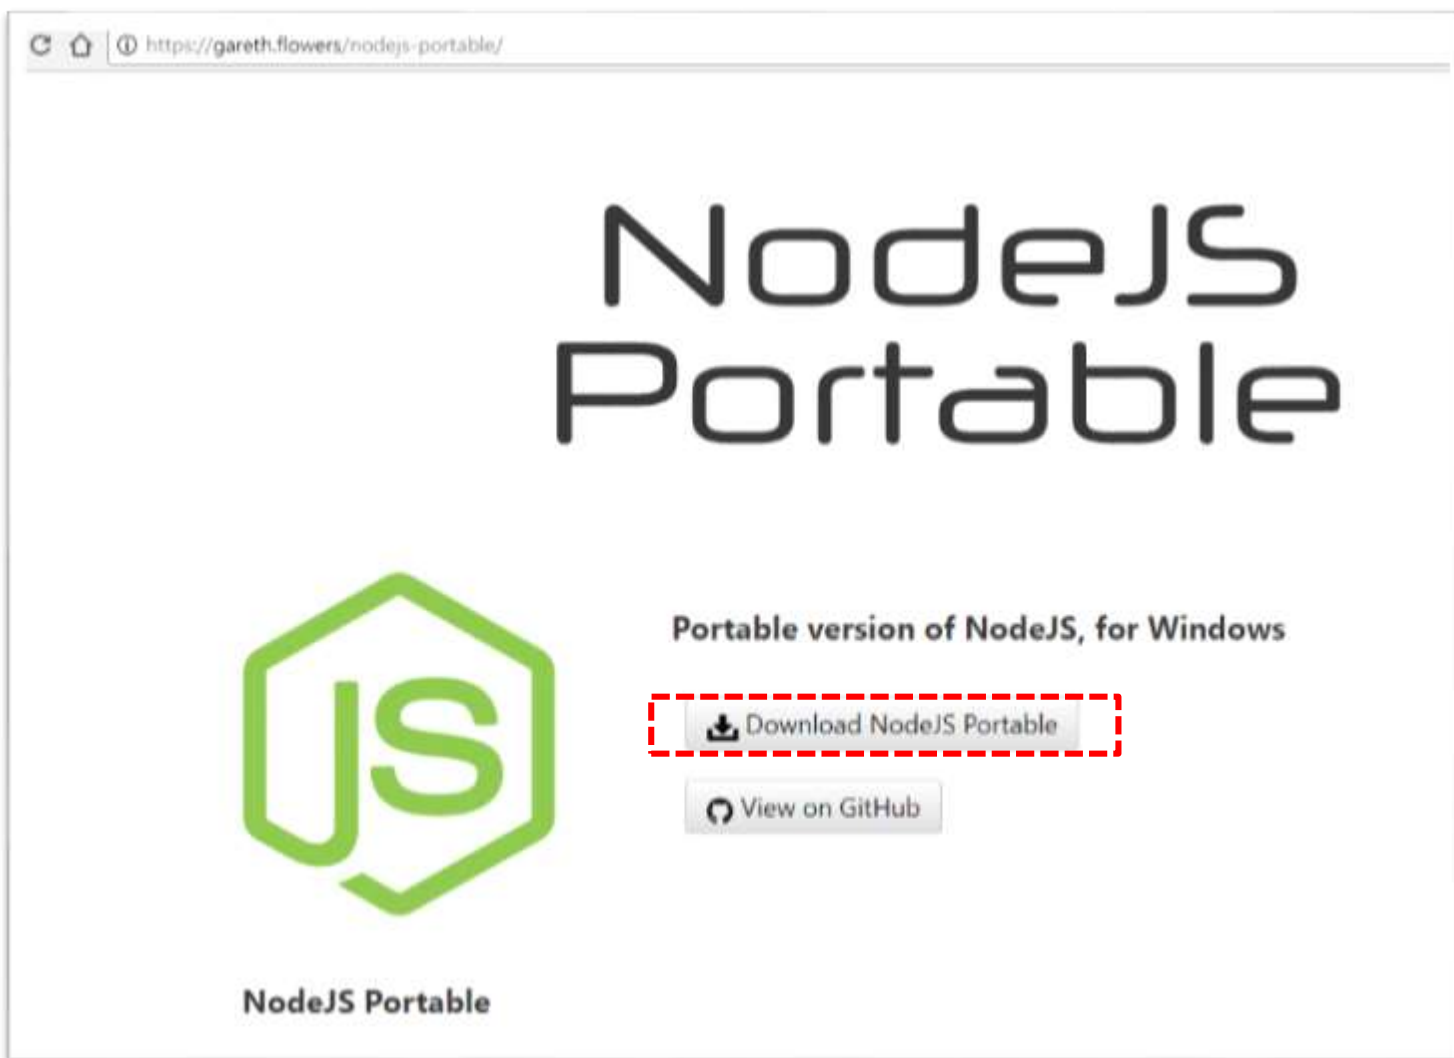 https://gareth.flowers/nodejs-portable/
NodeJS
Portable
JS
Portable version of NodeJS, for Windows
Download NodeJS Portable
View on GitHub
NodeJS Portable